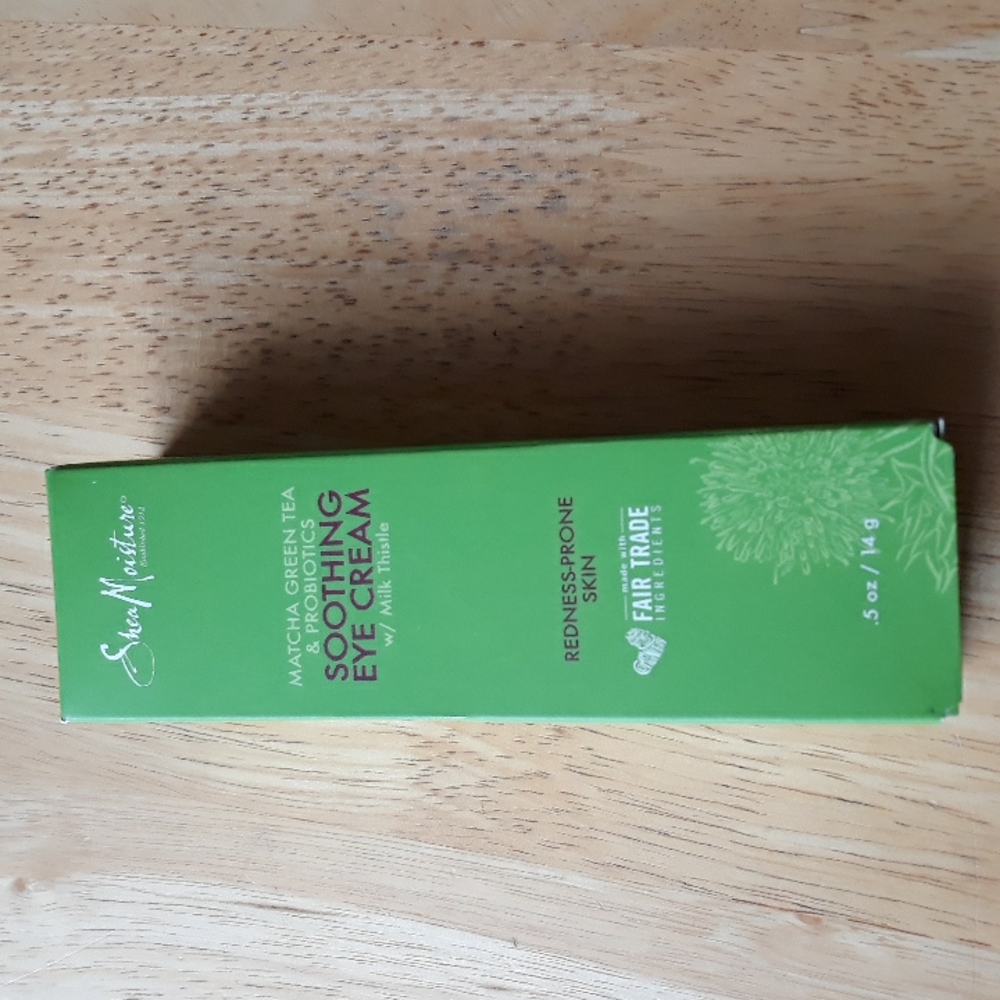 SheaMoisture®
Established 1912
MATCHA GREEN TEA
& PROBIOTICS
SOOTHING
EYE CREAM
w/ Milk Thistle
REDNESS-PRONE
SKIN
made with
FAIR TRADE
INGREDIENTS
.5 oz / 14 g